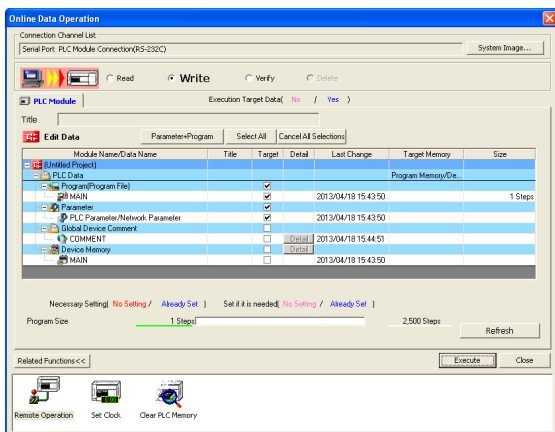 Online Data Operation
Connection Channel List
Serial Port PLC Module Connection(RS-232C)
System Image...
Read
Write
Verify
Delete
PLC Module
Execution Target Data( No / Yes )
Title
Edit Data
Parameter+Program
Select All
Cancel All Selections
Module Name/Data Name Title Target Detail Last Change Target Memory Size
(Untitled Project)
PLC Data Program Memory/De...
Program(Program File)
MAIN 2013/04/18 15:43:50 1 Steps
Parameter
PLC Parameter/Network Parameter 2013/04/18 15:43:50
Global Device Comment
COMMENT Detail 2013/04/18 15:44:51
Device Memory Detail
MAIN 2013/04/18 15:43:50
Necessary Setting( No Setting / Already Set ) Set if it is needed( No Setting / Already Set )
Program Size 1 Steps 2,500 Steps
Refresh
Related Functions<<
Execute
Close
Remote Operation
Set Clock
Clear PLC Memory